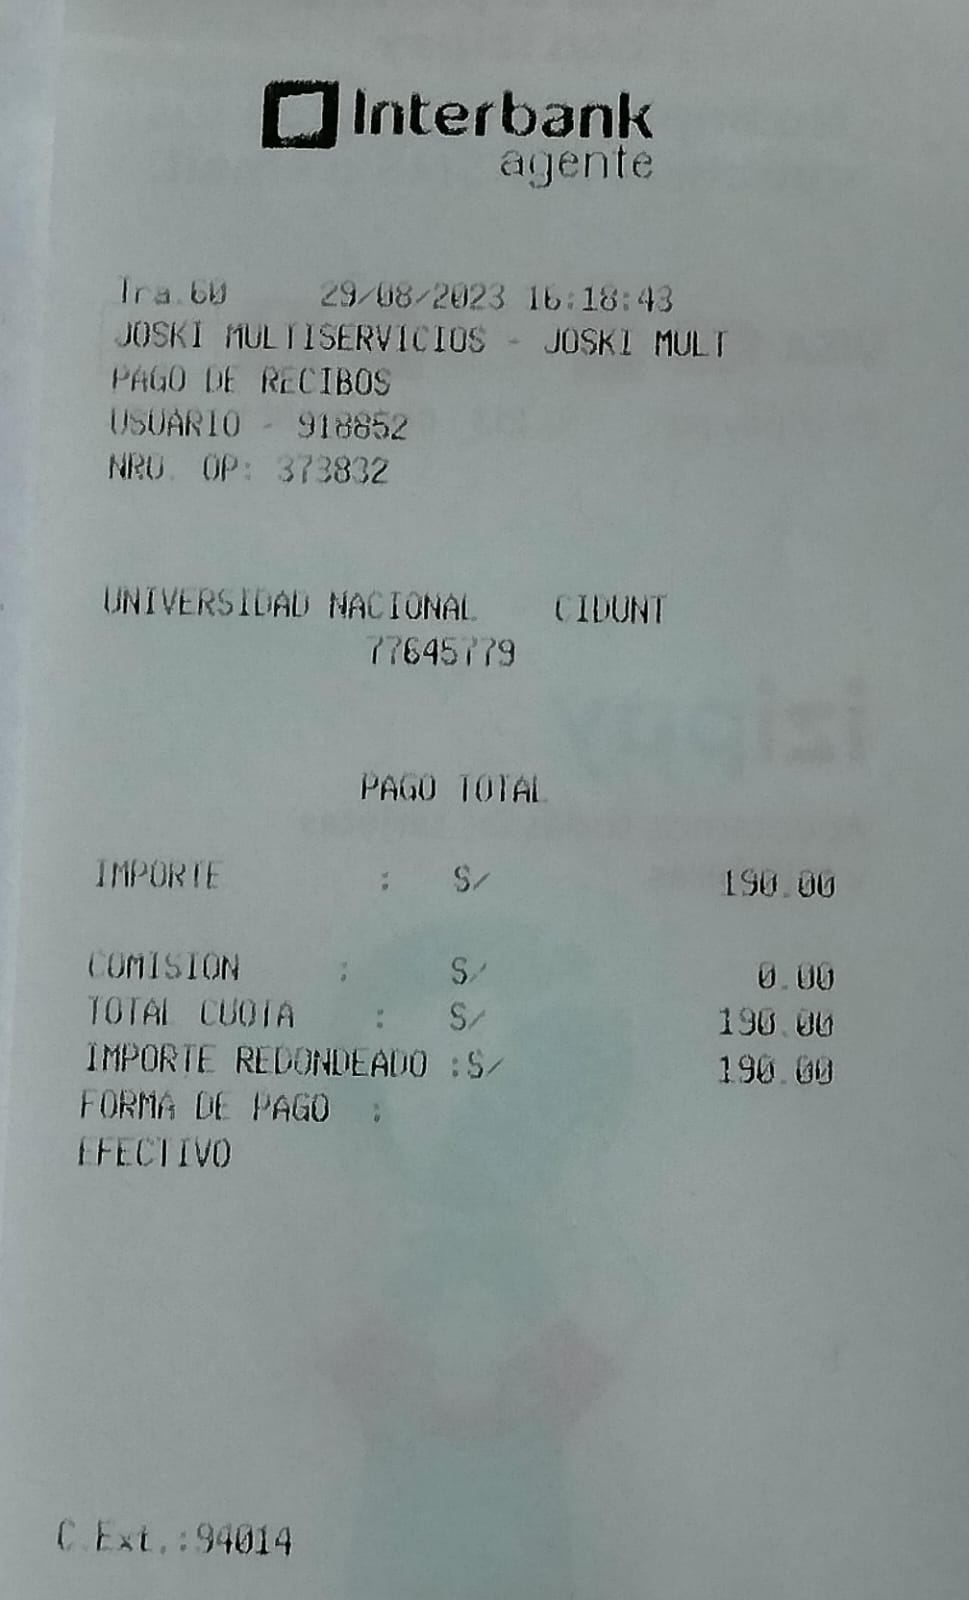 Interbank
agente
Tra.60 29/08/2023 16:18:43
JOSKI MULTISERVICIOS - JOSKI MULT
PAGO DE RECIBOS
USUARIO - 918852
NRO. OP: 373832
UNIVERSIDAD NACIONAL CIDUNT
77645779
PAGO TOTAL
IMPORTE : S/ 190.00
COMISION : S/ 0.00
TOTAL CUOTA : S/ 190.00
IMPORTE REDONDEADO :S/ 190.00
FORMA DE PAGO :
EFECTIVO
C.Ext.:94014
izipay